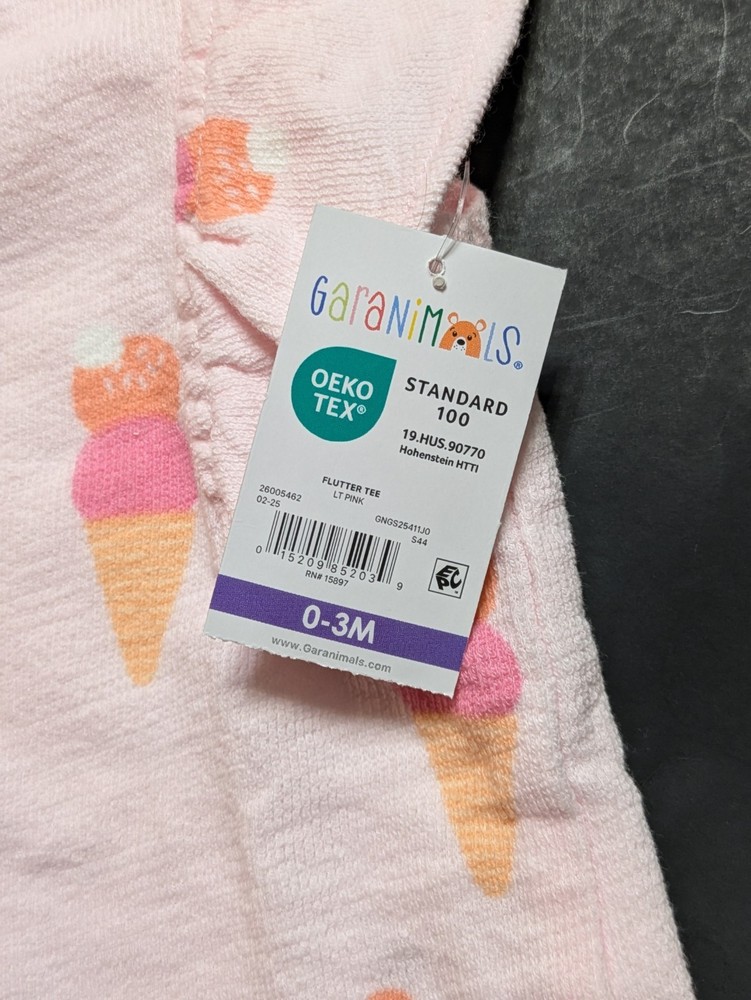 GaraNiMaLS®
OEKO
TEX®
STANDARD
100
19.HUS.90770
Hohenstein HTTI
FLUTTER TEE
LT PINK
26005462
02-25
GNGS25411J0
S44
0 15209 85203 9
RN# 15897
EPC™
0-3M
www.Garanimals.com